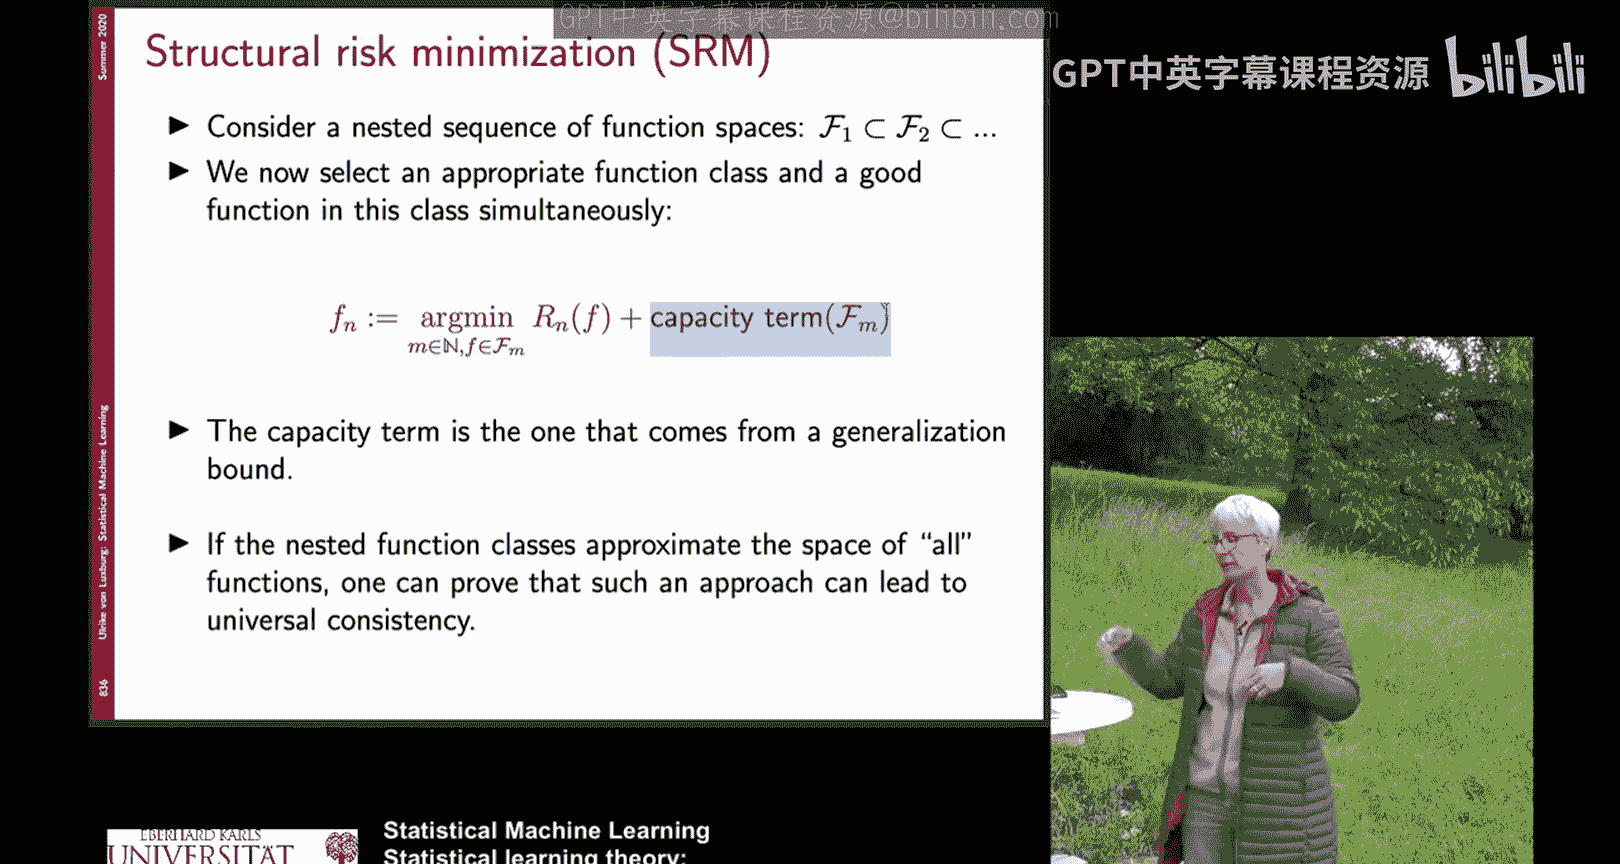 GPT中英字幕课程资源@bilibili.com
GPT中英字幕课程资源 bilibili
Summer 2020
Structural risk minimization (SRM)
► Consider a nested sequence of function spaces: ℱ₁ ⊂ ℱ₂ ⊂ ...
► We now select an appropriate function class and a good
function in this class simultaneously:
fₙ := argmin Rₙ(f) + capacity term(ℱₘ)
m∈ℕ, f∈ℱₘ
► The capacity term is the one that comes from a generalization
bound.
► If the nested function classes approximate the space of “all”
functions, one can prove that such an approach can lead to
universal consistency.
Ulrike von Luxburg: Statistical Machine Learning
836
EBERHARD KARLS
UNIVERSITÄT
Statistical Machine Learning
Statistical learning theory: